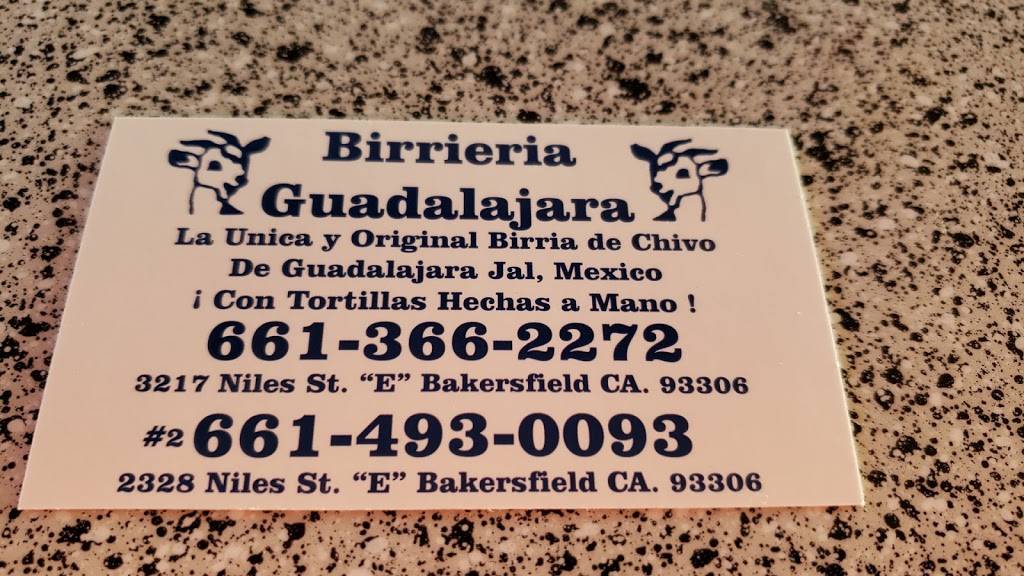 Birrieria
Guadalajara
La Unica y Original Birria de Chivo
De Guadalajara Jal, Mexico
¡ Con Tortillas Hechas a Mano !
661-366-2272
3217 Niles St. “E” Bakersfield CA. 93306
#2 661-493-0093
2328 Niles St. “E” Bakersfield CA. 93306